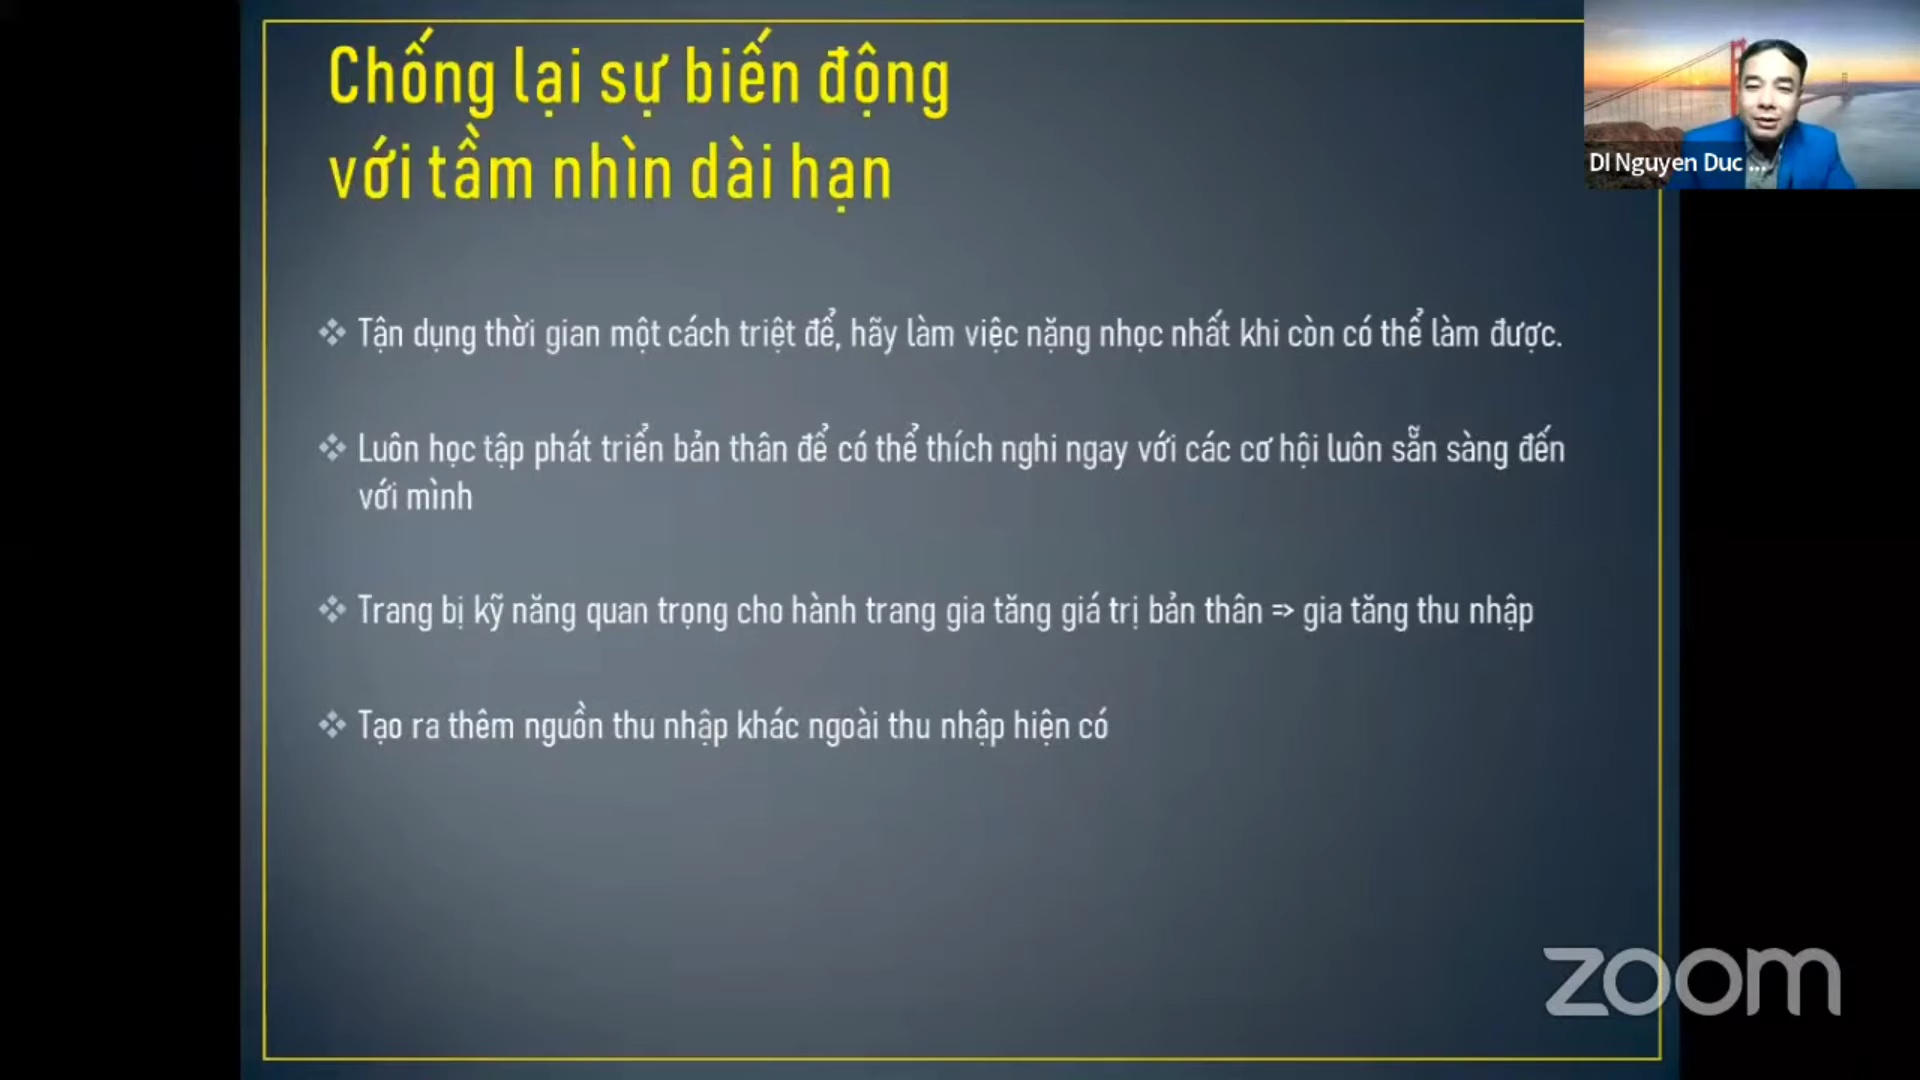 Chống lại sự biến động
với tầm nhìn dài hạn
DI Nguyen Duc ...
Tận dụng thời gian một cách triệt để, hãy làm việc nặng nhọc nhất khi còn có thể làm được.
Luôn học tập phát triển bản thân để có thể thích nghi ngay với các cơ hội luôn sẵn sàng đến
với mình
Trang bị kỹ năng quan trọng cho hành trang gia tăng giá trị bản thân => gia tăng thu nhập
Tạo ra thêm nguồn thu nhập khác ngoài thu nhập hiện có
zoom